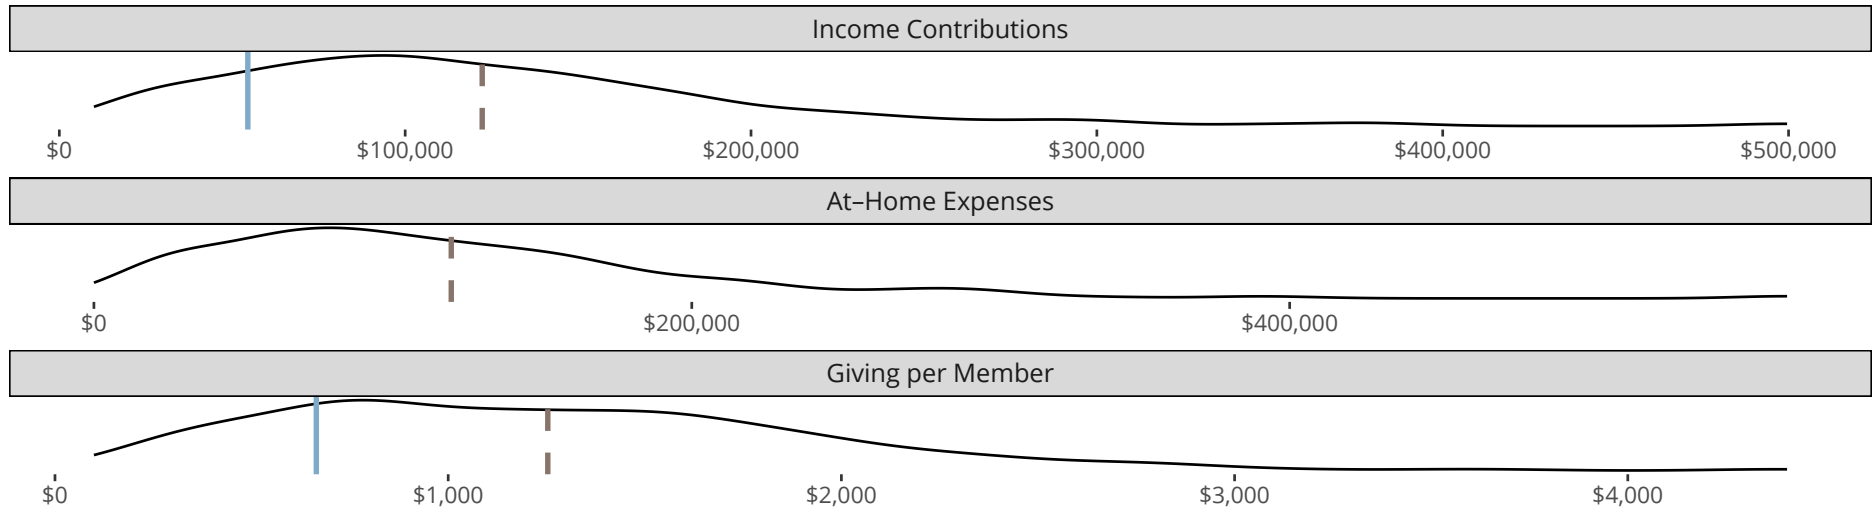 Income Contributions
$0 $100,000 $200,000 $300,000 $400,000 $500,000
At–Home Expenses
$0 $200,000 $400,000
Giving per Member
$0 $1,000 $2,000 $3,000 $4,000